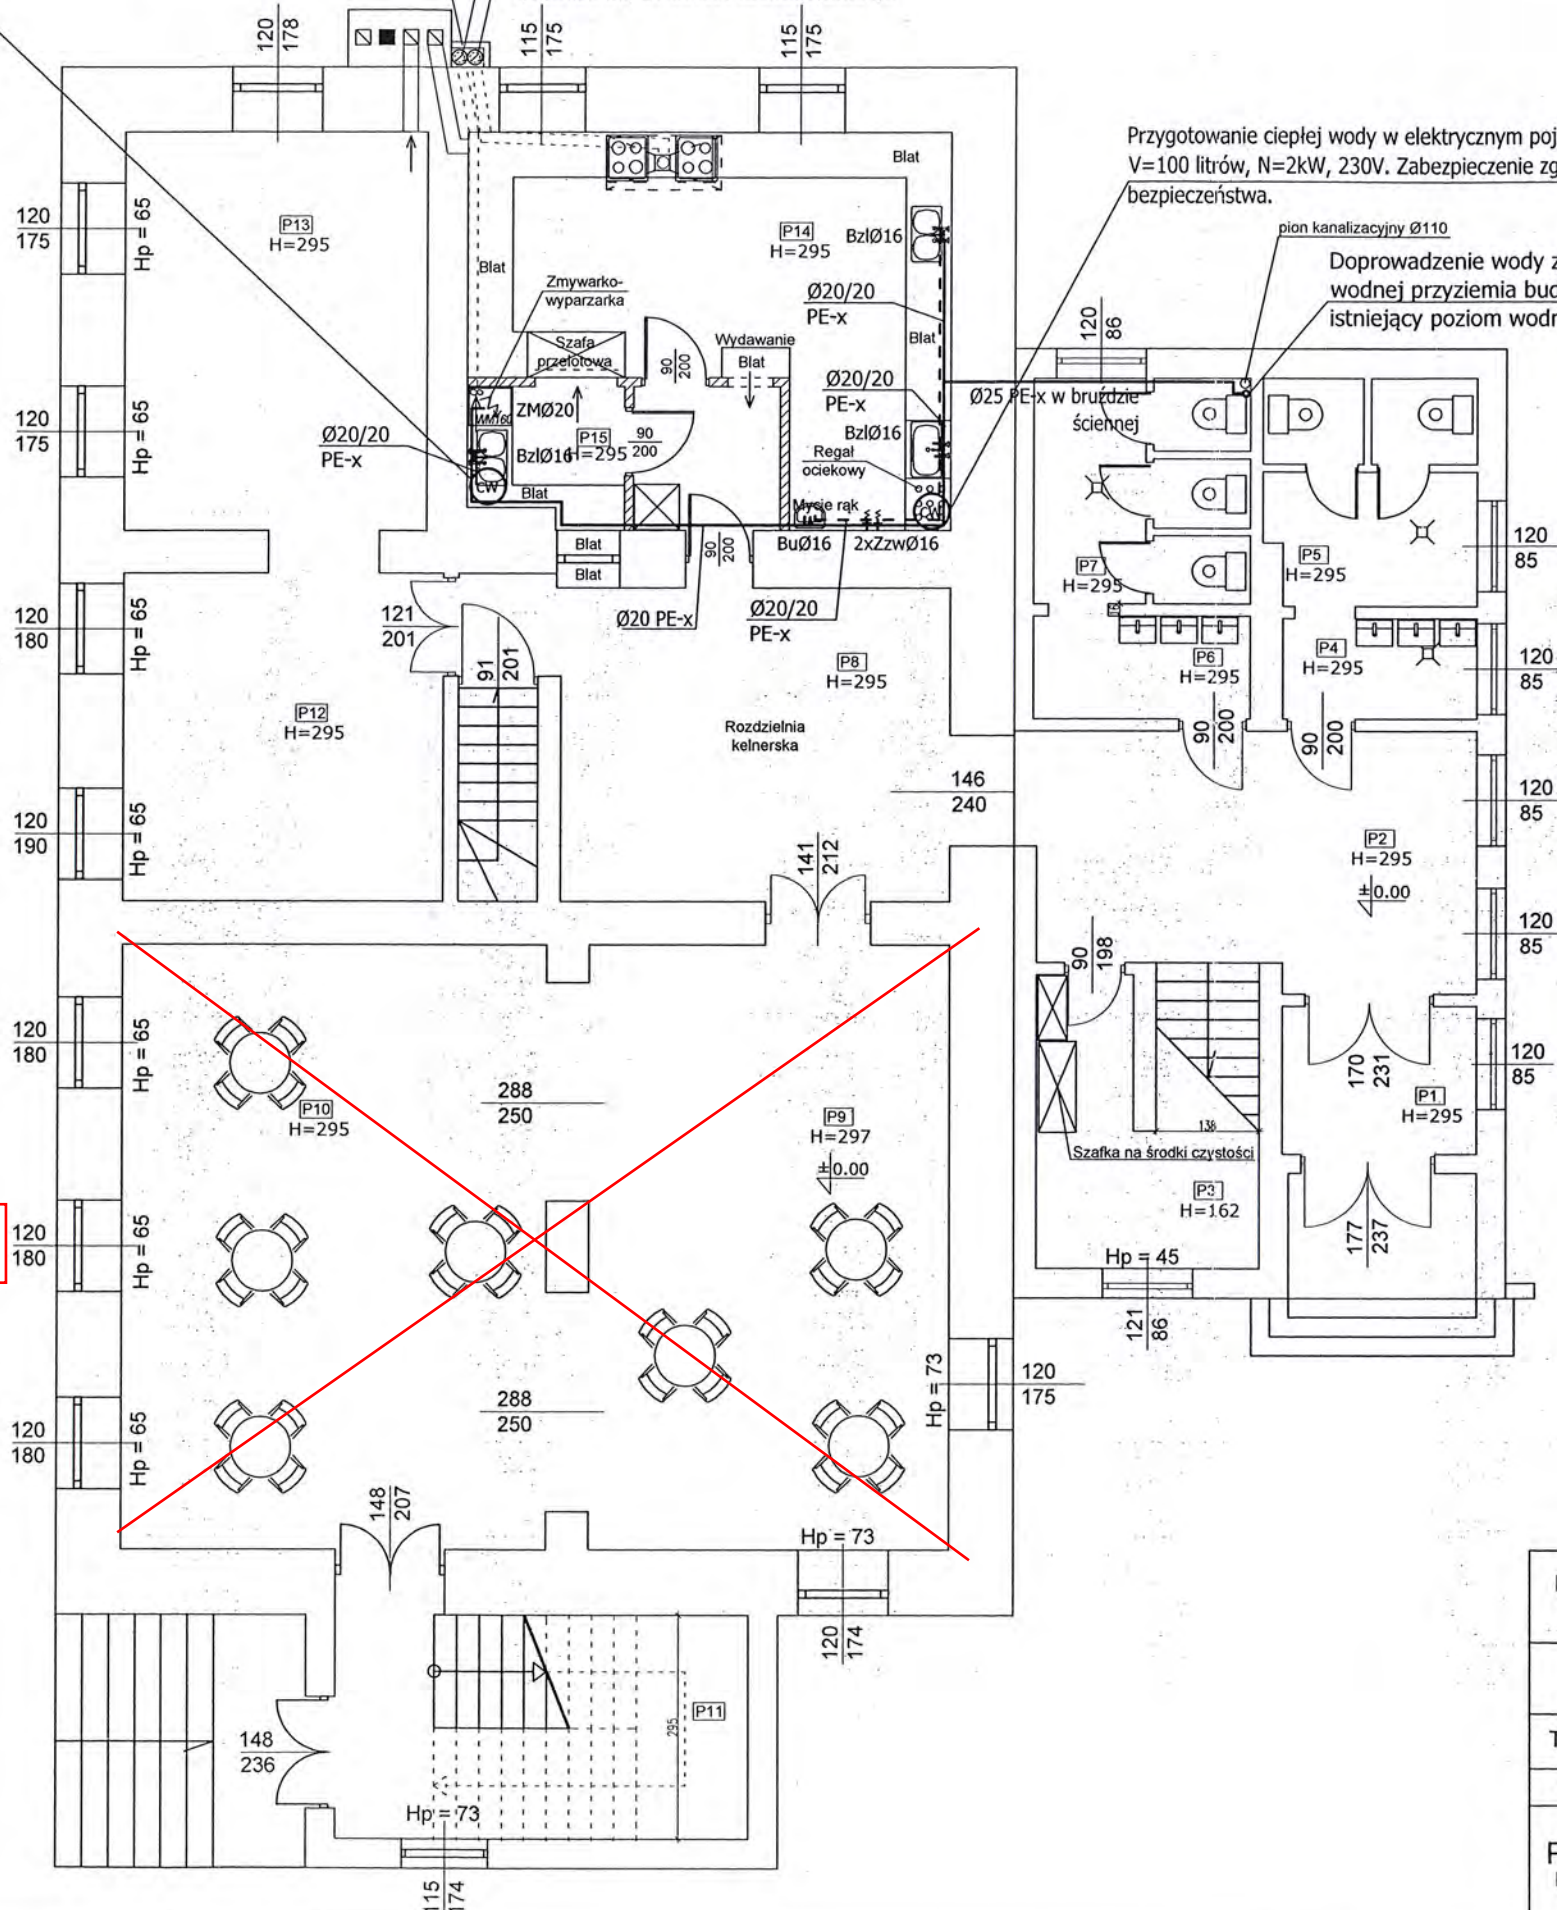 120
178
115
175
115
175
Przygotowanie ciepłej wody w elektrycznym poj
V=100 litrów, N=2kW, 230V. Zabezpieczenie zg
bezpieczeństwa.
pion kanalizacyjny Ø110
Doprowadzenie wody z
wodnej przyziemia bud
istniejący poziom wodn
120
175
Hp = 65
P13
H=295
Blat
P14
H=295
BzlØ16
Blat
Zmywarko-
wyparzarka
Ø20/20
PE-x
Blat
120
86
Szafa
przelotowa
90
200
Wydawanie
Blat
Ø20/20
PE-x
Ø25 PE-x w bruździe
ściennej
120
175
Hp = 65
Ø20/20
PE-x
ZMØ20
WM160
P15
H=295
90
200
BzlØ16
CW
Blat
BzlØ16
Regał
ociekowy
Mycie rąk
CW
BuØ16
2xZzwØ16
Blat
Blat
90
200
P7
H=295
P5
H=295
120
85
120
180
Hp = 65
121
201
91
201
Ø20 PE-x
Ø20/20
PE-x
P8
H=295
P6
H=295
P4
H=295
120
85
P12
H=295
Rozdzielnia
kelnerska
90
200
90
200
146
240
120
190
Hp = 65
141
212
P2
H=295
±0.00
120
85
90
198
120
85
120
180
Hp = 65
P10
H=295
288
250
P9
H=297
±0.00
170
231
P1
H=295
120
85
138
Szafka na środki czystości
P3
H=162
120
180
Hp = 65
177
237
Hp = 45
121
86
Hp = 73
120
175
120
180
Hp = 65
288
250
148
207
Hp = 73
120
174
P11
295
148
236
Hp = 73
115
174